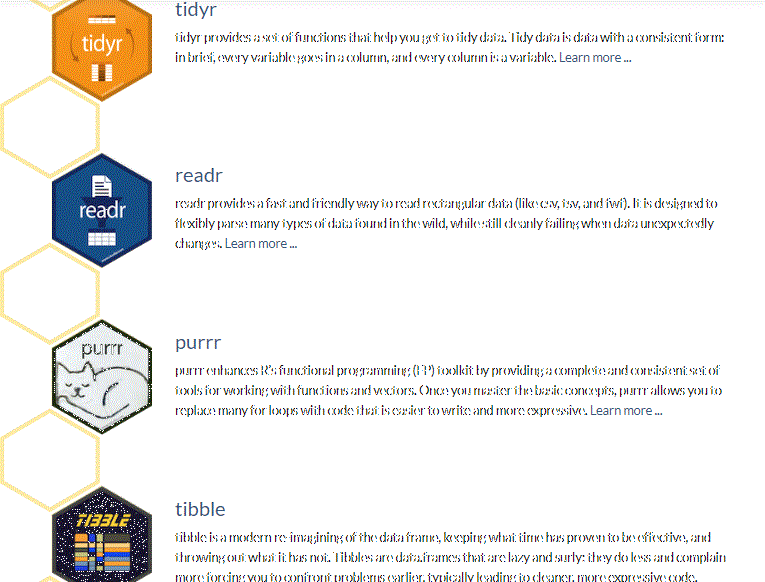 tidyr
tidyr
tidyr provides a set of functions that help you get to tidy data. Tidy data is data with a consistent form:
in brief, every variable goes in a column, and every column is a variable. Learn more ...
readr
readr
readr provides a fast and friendly way to read rectangular data (like csv, tsv, and fwf). It is designed to
flexibly parse many types of data found in the wild, while still cleanly failing when data unexpectedly
changes. Learn more ...
purrr
purrr
purrr enhances R's functional programming (FP) toolkit by providing a complete and consistent set of
tools for working with functions and vectors. Once you master the basic concepts, purrr allows you to
replace many for loops with code that is easier to write and more expressive. Learn more ...
tibble
TIBBLE
tibble is a modern re-imagining of the data frame, keeping what time has proven to be effective, and
throwing out what it has not. Tibbles are data.frames that are lazy and surly: they do less and complain
more forcing you to confront problems earlier, typically leading to cleaner, more expressive code.